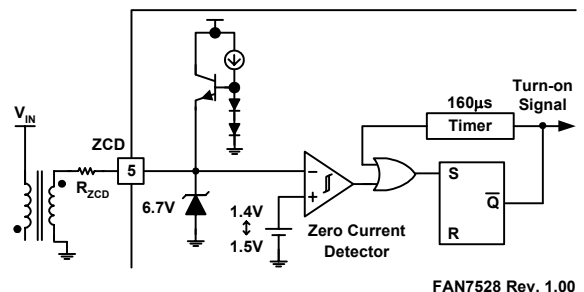 V_IN
R_ZCD
ZCD
5
6.7V
1.4V
1.5V
Zero Current
Detector
160µs
Timer
Turn-on
Signal
S
Q̅
R
FAN7528 Rev. 1.00